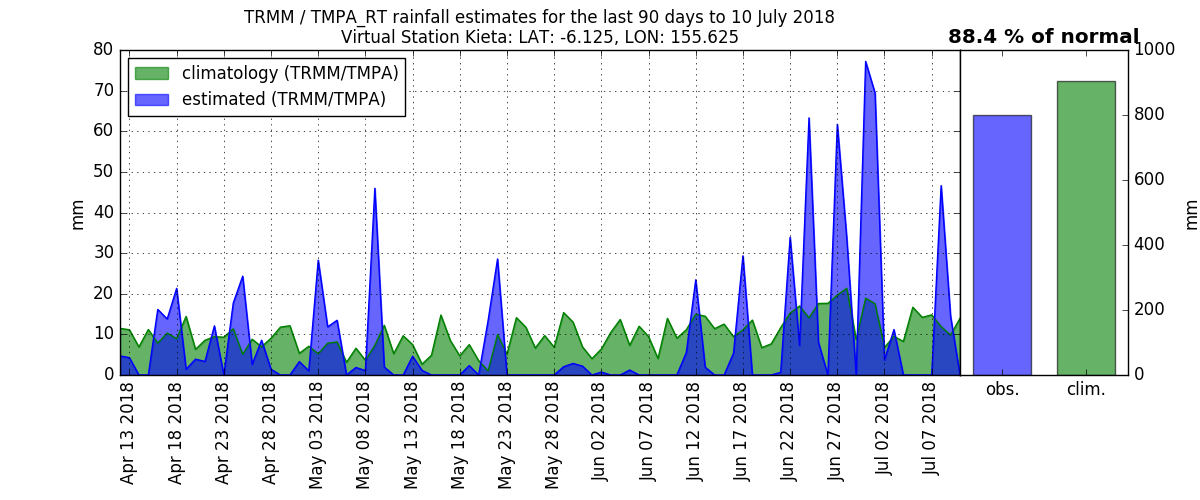 TRMM / TMPA_RT rainfall estimates for the last 90 days to 10 July 2018
Virtual Station Kieta: LAT: -6.125, LON: 155.625
88.4 % of normal
climatology (TRMM/TMPA)
estimated (TRMM/TMPA)
80
70
60
50
40
30
20
10
0
mm
1000
800
600
400
200
0
mm
Apr 13 2018
Apr 18 2018
Apr 23 2018
Apr 28 2018
May 03 2018
May 08 2018
May 13 2018
May 18 2018
May 23 2018
May 28 2018
Jun 02 2018
Jun 07 2018
Jun 12 2018
Jun 17 2018
Jun 22 2018
Jun 27 2018
Jul 02 2018
Jul 07 2018
obs.
clim.